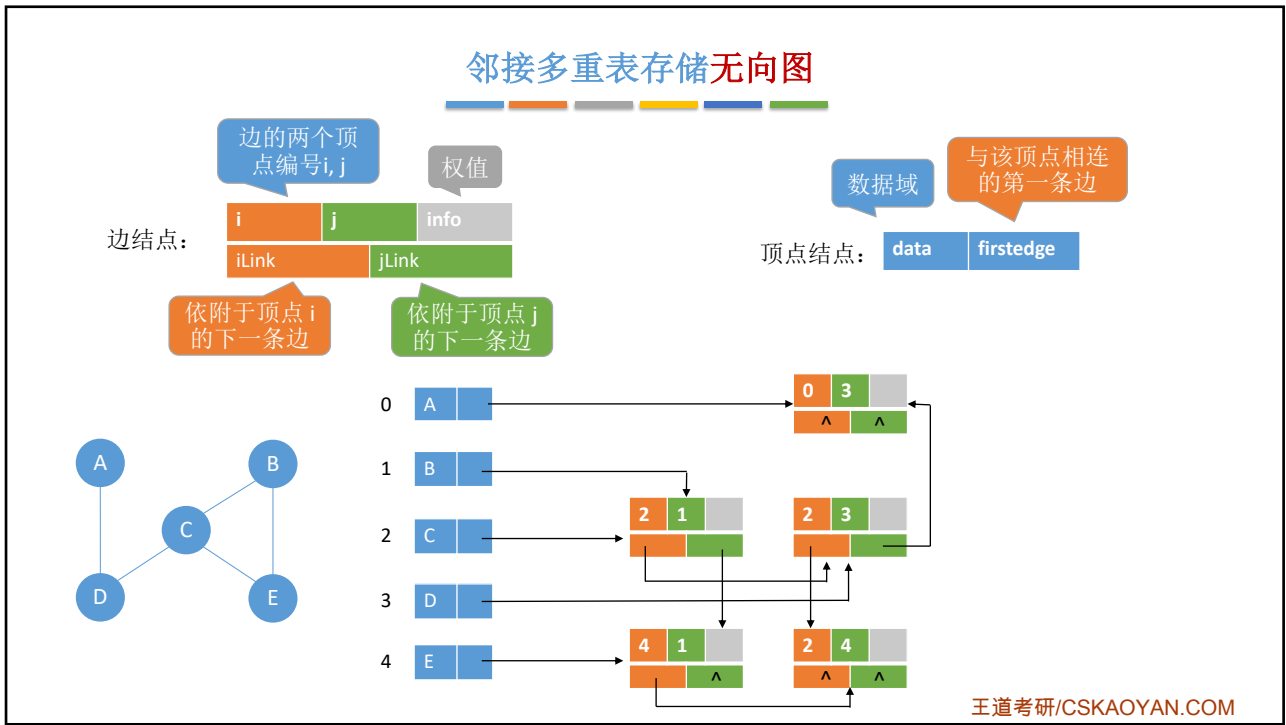 邻接多重表存储无向图
边的两个顶
点编号i, j
权值
数据域
与该顶点相连
的第一条边
边结点：
i j info
iLink jLink
顶点结点：
data firstedge
依附于顶点 i
的下一条边
依附于顶点 j
的下一条边
0 A
0 3
^ ^
1 B
2 C
2 1
2 3
3 D
4 E
4 1
^
2 4
^ ^
A
B
C
D
E
王道考研/CSKAOYAN.COM